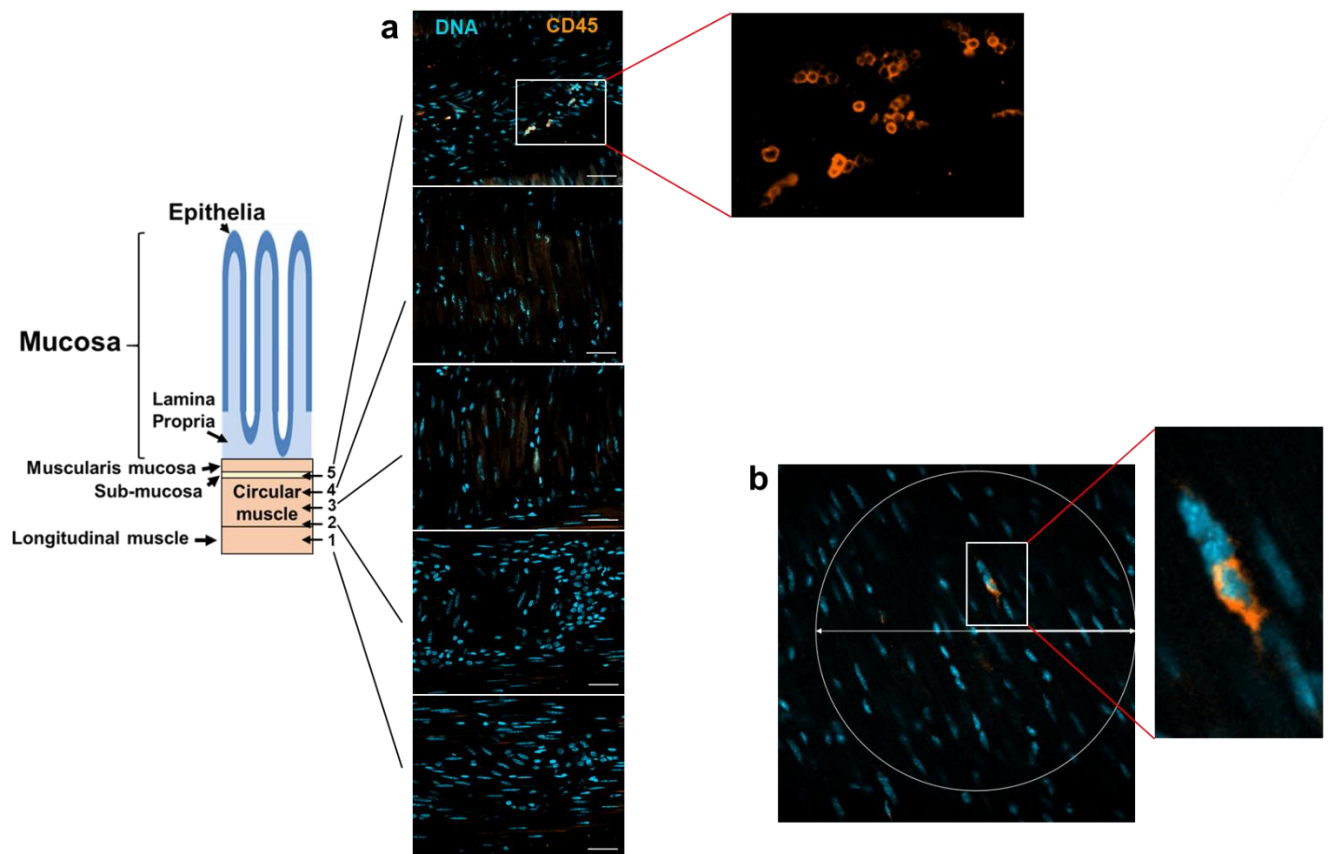 a
DNA
CD45
Epithelia
Mucosa
Lamina
Propria
Muscularis mucosa
Sub-mucosa
Circular
muscle
Longitudinal muscle
5
4
3
2
1
b